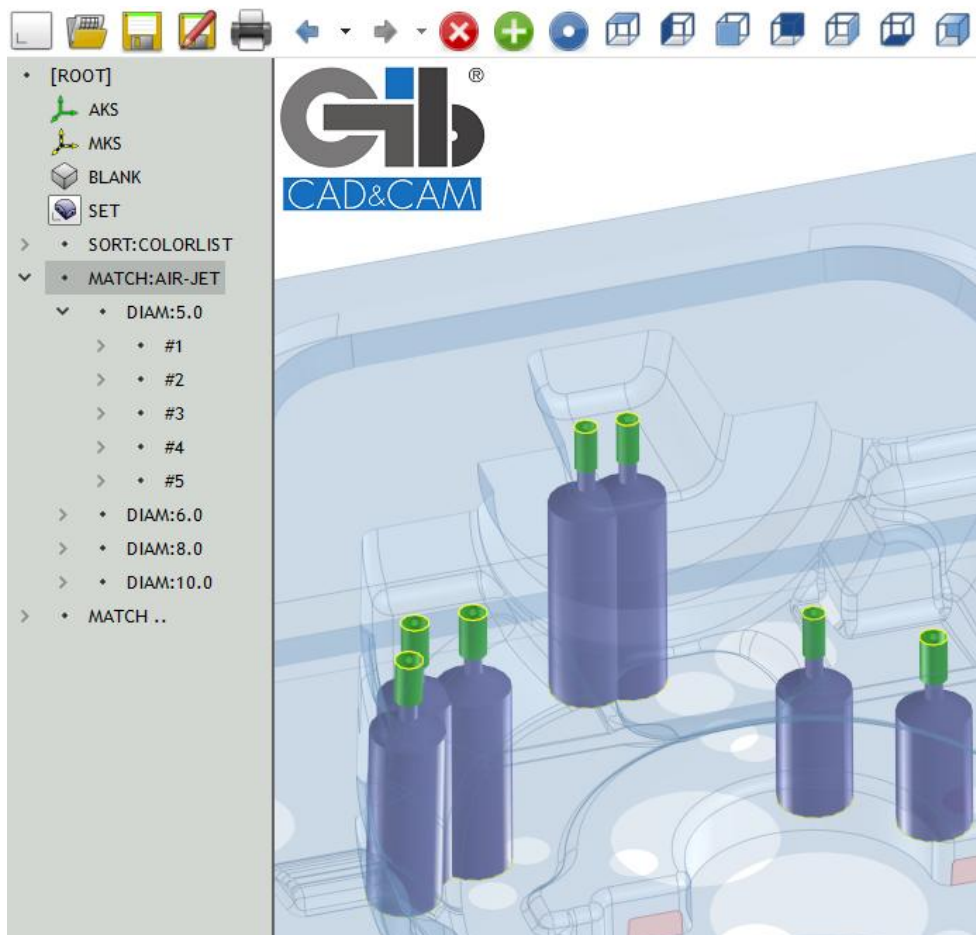 [ROOT]
AKS
MKS
BLANK
SET
SORT:COLORLIST
MATCH:AIR-JET
DIAM:5.0
#1
#2
#3
#4
#5
DIAM:6.0
DIAM:8.0
DIAM:10.0
MATCH ..
Gib ®
CAD&CAM